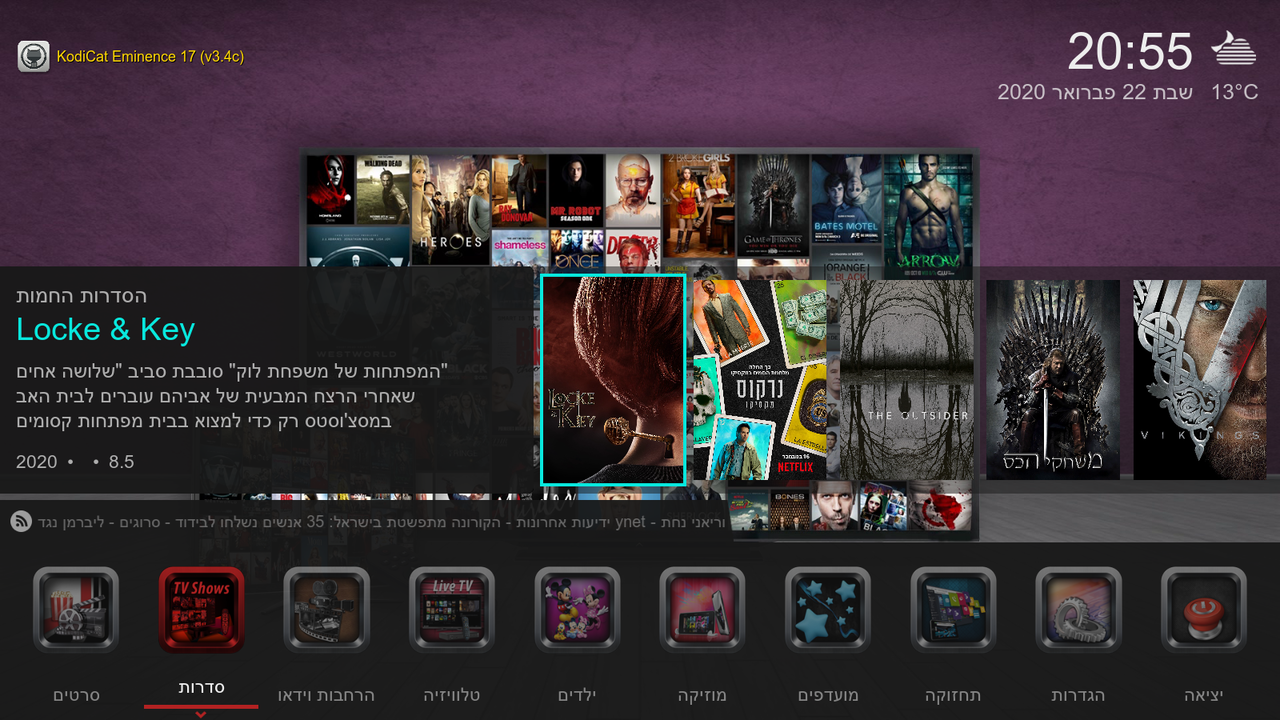 KodiCat Eminence 17 (v3.4c)
20:55
שבת 22 פברואר 2020
13°C
WALKING DEAD
HOMELAND
HEROES
RAY DONOVAN
MR. ROBOT
SEASON ONE
2 BROKE GIRLS
GAME OF THRONES
BATES MOTEL
ARROW
shameless
ONCE
ORANGE
BLACK
WESTWORLD
הסדרות החמות
Locke & Key
"המפתחות של משפחת לוק" סובבת סביב "שלושה אחים
שאחרי הרצח המבעית של אביהם עוברים לבית האב
במסצ'וסטס רק כדי למצוא בבית מפתחות קסומים
2020 • • 8.5
LOCKE & KEY
נרקוס
מקסיקו
NETFLIX
THE OUTSIDER
משחקי הכס
VIKINGS
BONES
וריאני נחת - ynet ידיעות אחרונות - הקורונה מתפשטת בישראל: 35 אנשים נשלחו לבידוד - סרוגים - ליברמן נגד
TV Shows
Live TV
סרטים
סדרות
הרחבות וידאו
טלוויזיה
ילדים
מוזיקה
מועדפים
תחזוקה
הגדרות
יציאה